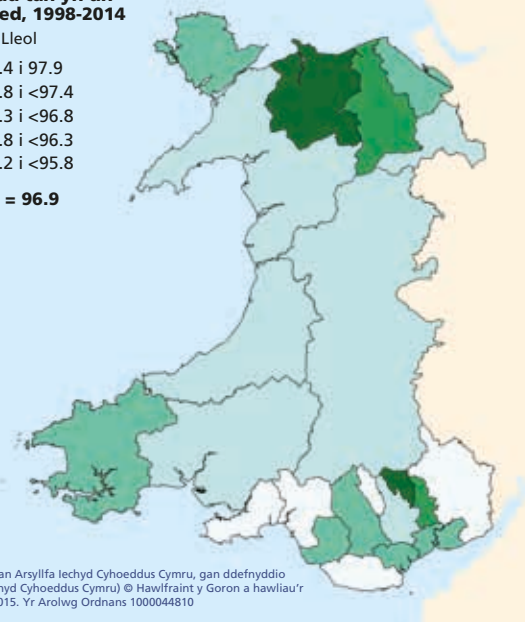 ed, 1998-2014
Lleol
.4 i 97.9
.8 i <97.4
.3 i <96.8
.8 i <96.3
.2 i <95.8
= 96.9
an Arsyllfa Iechyd Cyhoeddus Cymru, gan ddefnyddio
hyd Cyhoeddus Cymru) © Hawlfraint y Goron a hawliau'r
015. Yr Arolwg Ordnans 1000044810